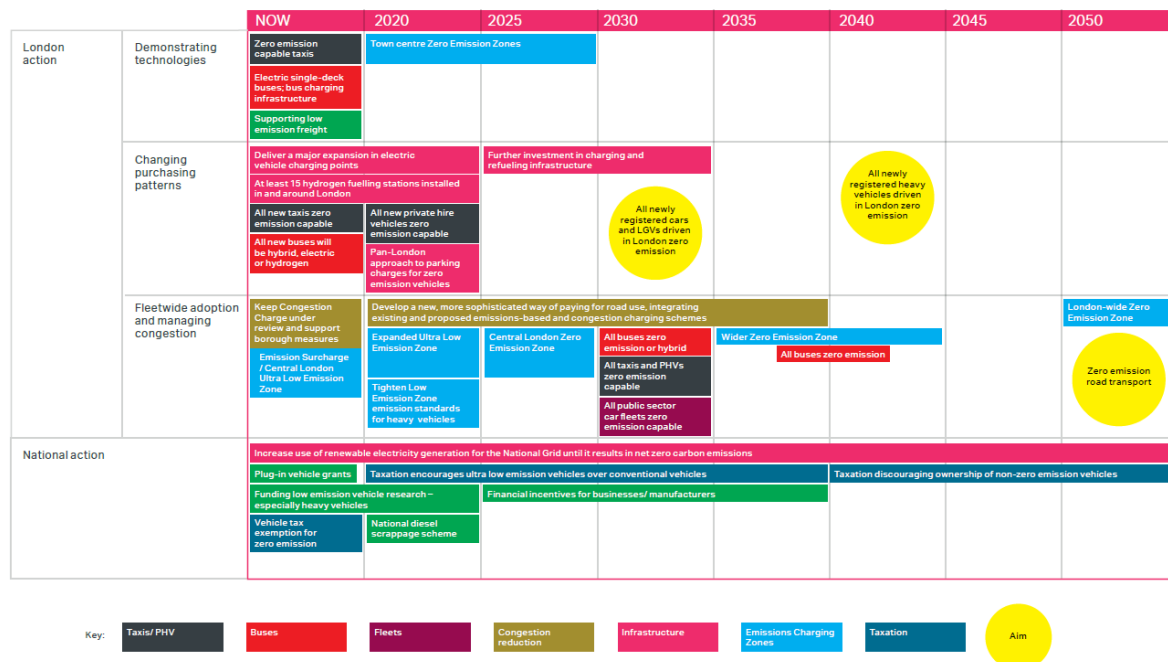 NOW 2020 2025 2030 2035 2040 2045 2050
London
action
Demonstrating
technologies
Zero emission
capable taxis
Town centre Zero Emission Zones
Electric single-deck
buses; bus charging
infrastructure
Supporting low
emission freight
Changing
purchasing
patterns
Deliver a major expansion in electric
vehicle charging points
Further investment in charging and
refueling infrastructure
At least 15 hydrogen fuelling stations installed
in and around London
All new taxis zero
emission capable
All new private hire
vehicles zero
emission capable
All new buses will
be hybrid, electric
or hydrogen
Pan-London
approach to parking
charges for zero
emission vehicles
All newly
registered cars
and LGVs driven
in London zero
emission
All newly
registered heavy
vehicles driven
in London zero
emission
Fleetwide adoption
and managing
congestion
Keep Congestion
Charge under
review and support
borough measures
Develop a new, more sophisticated way of paying for road use, integrating
existing and proposed emissions-based and congestion charging schemes
London-wide Zero
Emission Zone
Emission Surcharge
/ Central London
Ultra Low Emission
Zone
Expanded Ultra Low
Emission Zone
Central London Zero
Emission Zone
All buses zero
emission or hybrid
Wider Zero Emission Zone
All buses zero emission
Tighten Low
Emission Zone
emission standards
for heavy vehicles
All taxis and PHVs
zero emission
capable
All public sector
car fleets zero
emission capable
Zero emission
road transport
National action
Increase use of renewable electricity generation for the National Grid until it results in net zero carbon emissions
Plug-in vehicle grants
Taxation encourages ultra low emission vehicles over conventional vehicles
Taxation discouraging ownership of non-zero emission vehicles
Funding low emission vehicle research –
especially heavy vehicles
Financial incentives for businesses/ manufacturers
Vehicle tax
exemption for
zero emission
National diesel
scrappage scheme
Key:
Taxis/ PHV
Buses
Fleets
Congestion
reduction
Infrastructure
Emissions Charging
Zones
Taxation
Aim